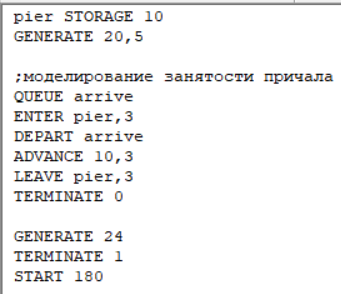 pier STORAGE 10
GENERATE 20,5
;моделирование занятости причала
QUEUE arrive
ENTER pier,3
DEPART arrive
ADVANCE 10,3
LEAVE pier,3
TERMINATE 0
GENERATE 24
TERMINATE 1
START 180